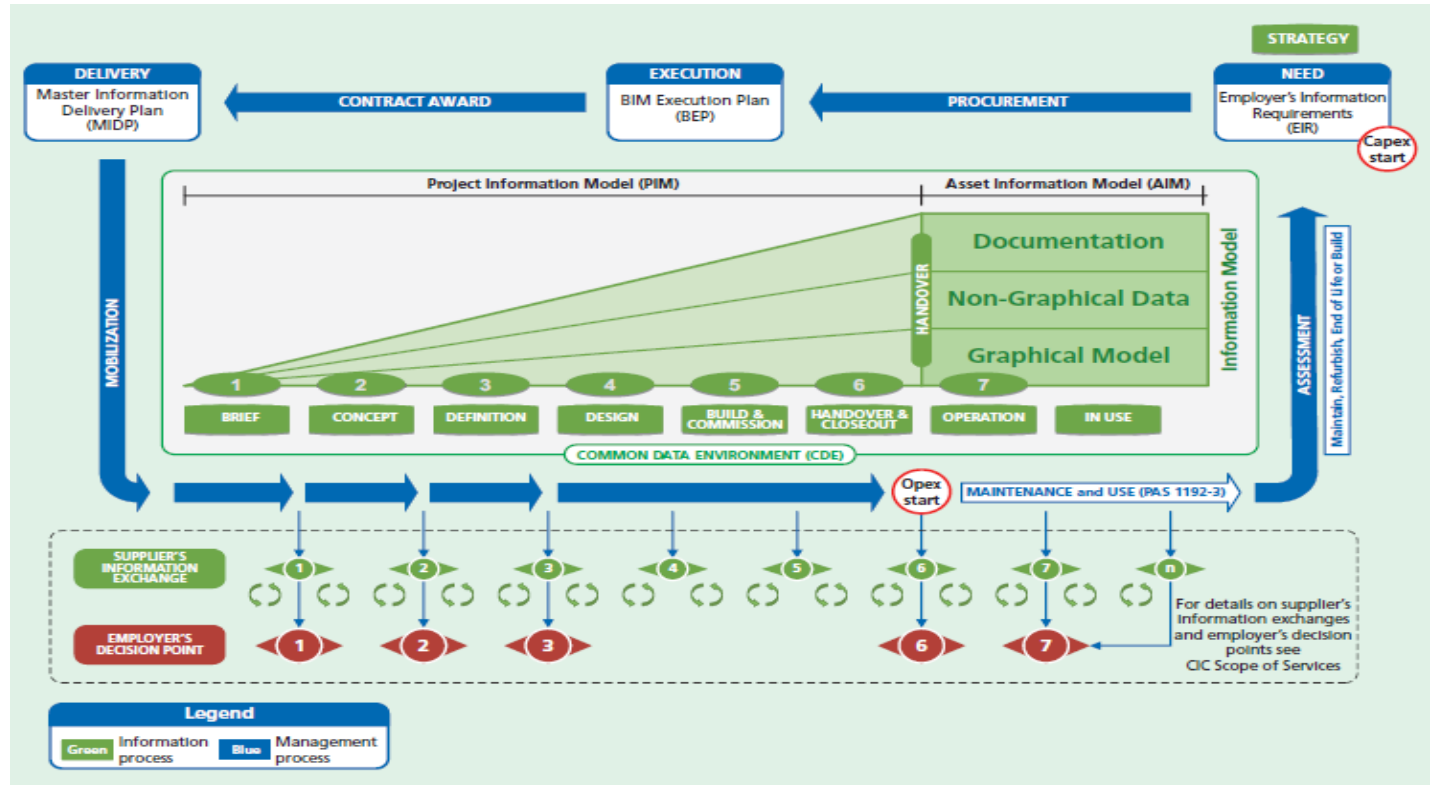 STRATEGY
DELIVERY
Master Information
Delivery Plan
(MIDP)
CONTRACT AWARD
EXECUTION
BIM Execution Plan
(BEP)
PROCUREMENT
NEED
Employer's Information
Requirements
(EIR)
Capex
start
Project Information Model (PIM)
Asset Information Model (AIM)
Documentation
Non-Graphical Data
Graphical Model
HANDOVER
Information Model
MOBILIZATION
ASSESSMENT
Maintain, Refurbish, End of Life or Build
1
2
3
4
5
6
7
BRIEF
CONCEPT
DEFINITION
DESIGN
BUILD &
COMMISSION
HANDOVER &
CLOSEOUT
OPERATION
IN USE
COMMON DATA ENVIRONMENT (CDE)
Opex
start
MAINTENANCE and USE (PAS 1192-3)
SUPPLIER'S
INFORMATION
EXCHANGE
1
2
3
4
5
6
7
n
EMPLOYER'S
DECISION POINT
1
2
3
6
7
For details on supplier's
information exchanges
and employer's decision
points see
CIC Scope of Services
Legend
Green
Information
process
Blue
Management
process